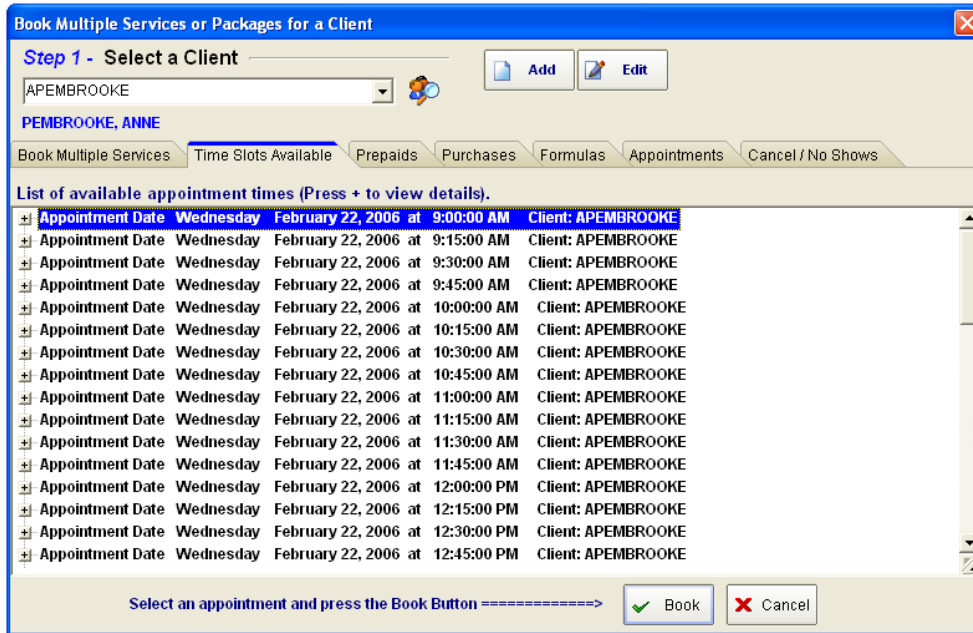 Book Multiple Services or Packages for a Client
Step 1 - Select a Client
Add
Edit
APEMBROOKE
PEMBROOKE, ANNE
Book Multiple Services Time Slots Available Prepaids Purchases Formulas Appointments Cancel / No Shows
List of available appointment times (Press + to view details).
Appointment Date Wednesday February 22, 2006 at 9:00:00 AM Client: APEMBROOKE
Appointment Date Wednesday February 22, 2006 at 9:15:00 AM Client: APEMBROOKE
Appointment Date Wednesday February 22, 2006 at 9:30:00 AM Client: APEMBROOKE
Appointment Date Wednesday February 22, 2006 at 9:45:00 AM Client: APEMBROOKE
Appointment Date Wednesday February 22, 2006 at 10:00:00 AM Client: APEMBROOKE
Appointment Date Wednesday February 22, 2006 at 10:15:00 AM Client: APEMBROOKE
Appointment Date Wednesday February 22, 2006 at 10:30:00 AM Client: APEMBROOKE
Appointment Date Wednesday February 22, 2006 at 10:45:00 AM Client: APEMBROOKE
Appointment Date Wednesday February 22, 2006 at 11:00:00 AM Client: APEMBROOKE
Appointment Date Wednesday February 22, 2006 at 11:15:00 AM Client: APEMBROOKE
Appointment Date Wednesday February 22, 2006 at 11:30:00 AM Client: APEMBROOKE
Appointment Date Wednesday February 22, 2006 at 11:45:00 AM Client: APEMBROOKE
Appointment Date Wednesday February 22, 2006 at 12:00:00 PM Client: APEMBROOKE
Appointment Date Wednesday February 22, 2006 at 12:15:00 PM Client: APEMBROOKE
Appointment Date Wednesday February 22, 2006 at 12:30:00 PM Client: APEMBROOKE
Appointment Date Wednesday February 22, 2006 at 12:45:00 PM Client: APEMBROOKE
Select an appointment and press the Book Button =============> Book Cancel